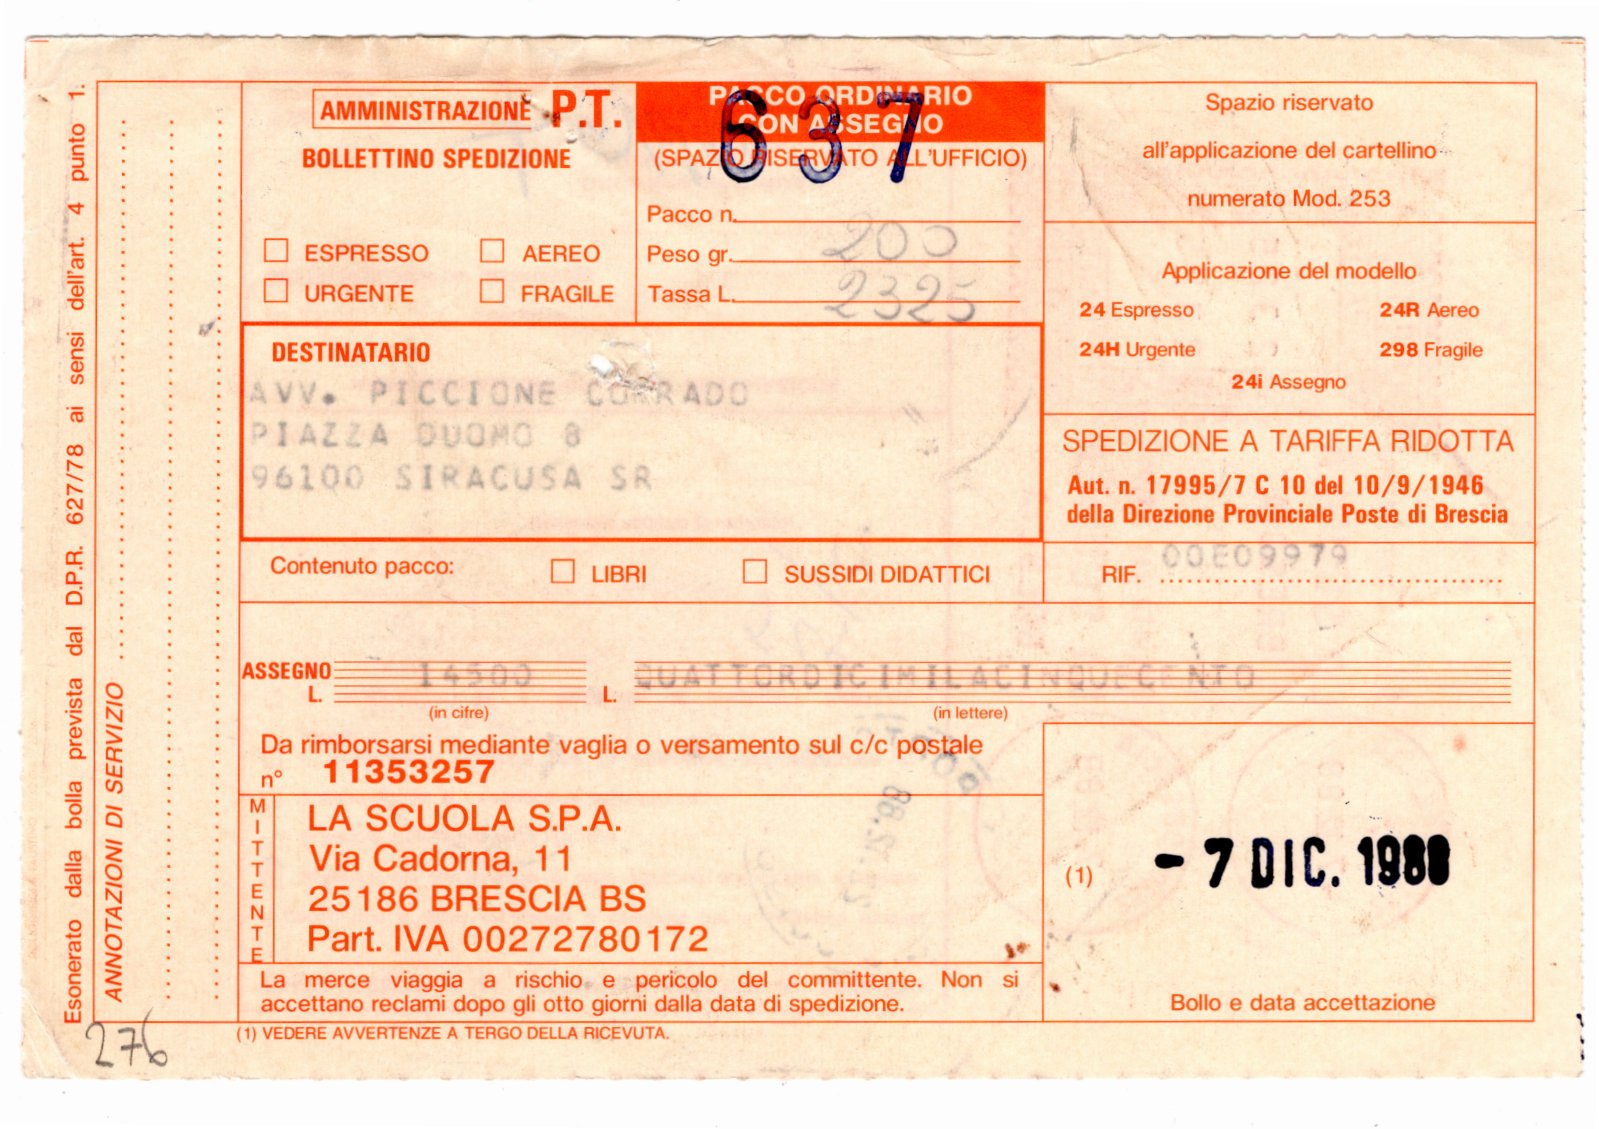 Esonerato dalla bolla prevista dal D.P.R. 627/78 ai sensi dell'art. 4 punto 1.
ANNOTAZIONI DI SERVIZIO
AMMINISTRAZIONE P.T.
BOLLETTINO SPEDIZIONE
ESPRESSO
AEREO
URGENTE
FRAGILE
PACCO ORDINARIO
CON ASSEGNO
637
(SPAZIO RISERVATO ALL'UFFICIO)
Pacco n.
Peso gr. 200
Tassa L. 2325
Spazio riservato
all'applicazione del cartellino
numerato Mod. 253
Applicazione del modello
24 Espresso
24R Aereo
24H Urgente
298 Fragile
24i Assegno
DESTINATARIO
AVV. PICCIONE CORRADO
PIAZZA DUOMO 8
96100 SIRACUSA SR
SPEDIZIONE A TARIFFA RIDOTTA
Aut. n. 17995/7 C 10 del 10/9/1946
della Direzione Provinciale Poste di Brescia
Contenuto pacco:
LIBRI
SUSSIDI DIDATTICI
RIF. 00E09979
ASSEGNO
L. 14500
(in cifre)
L. QUATTORDICIMILACINQUECENTO
(in lettere)
Da rimborsarsi mediante vaglia o versamento sul c/c postale
n° 11353257
MITTENTE
LA SCUOLA S.P.A.
Via Cadorna, 11
25186 BRESCIA BS
Part. IVA 00272780172
La merce viaggia a rischio e pericolo del committente. Non si
accettano reclami dopo gli otto giorni dalla data di spedizione.
(1)
- 7 DIC. 1988
Bollo e data accettazione
(1) VEDERE AVVERTENZE A TERGO DELLA RICEVUTA.
276